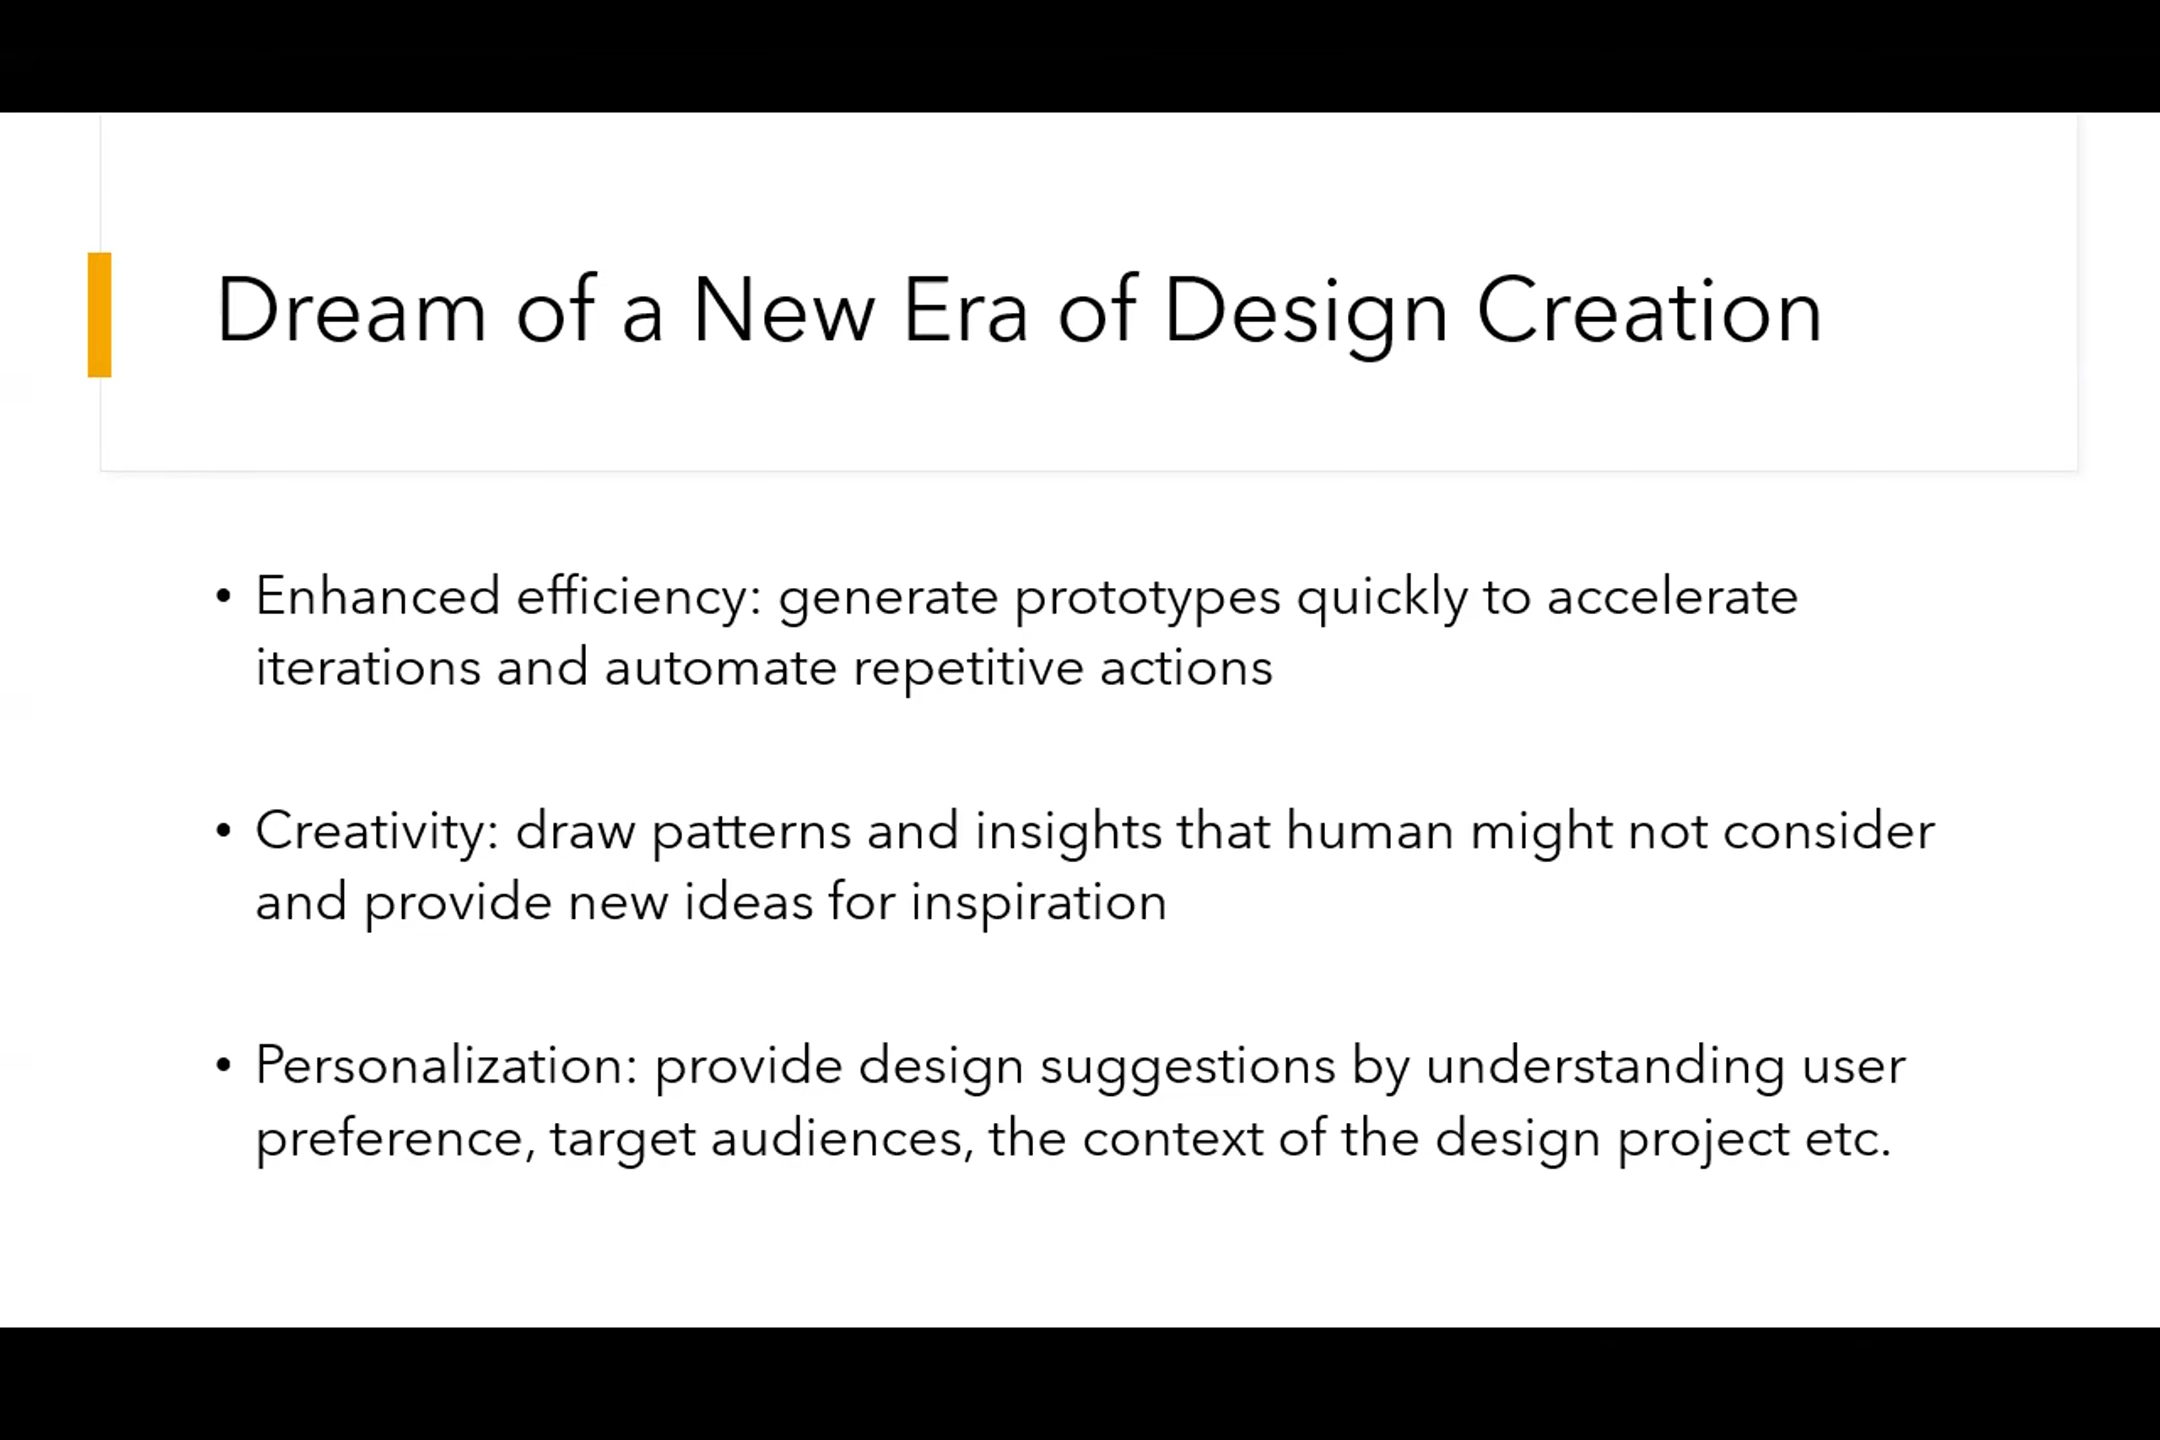 Dream of a New Era of Design Creation
• Enhanced efficiency: generate prototypes quickly to accelerate
iterations and automate repetitive actions
• Creativity: draw patterns and insights that human might not consider
and provide new ideas for inspiration
• Personalization: provide design suggestions by understanding user
preference, target audiences, the context of the design project etc.